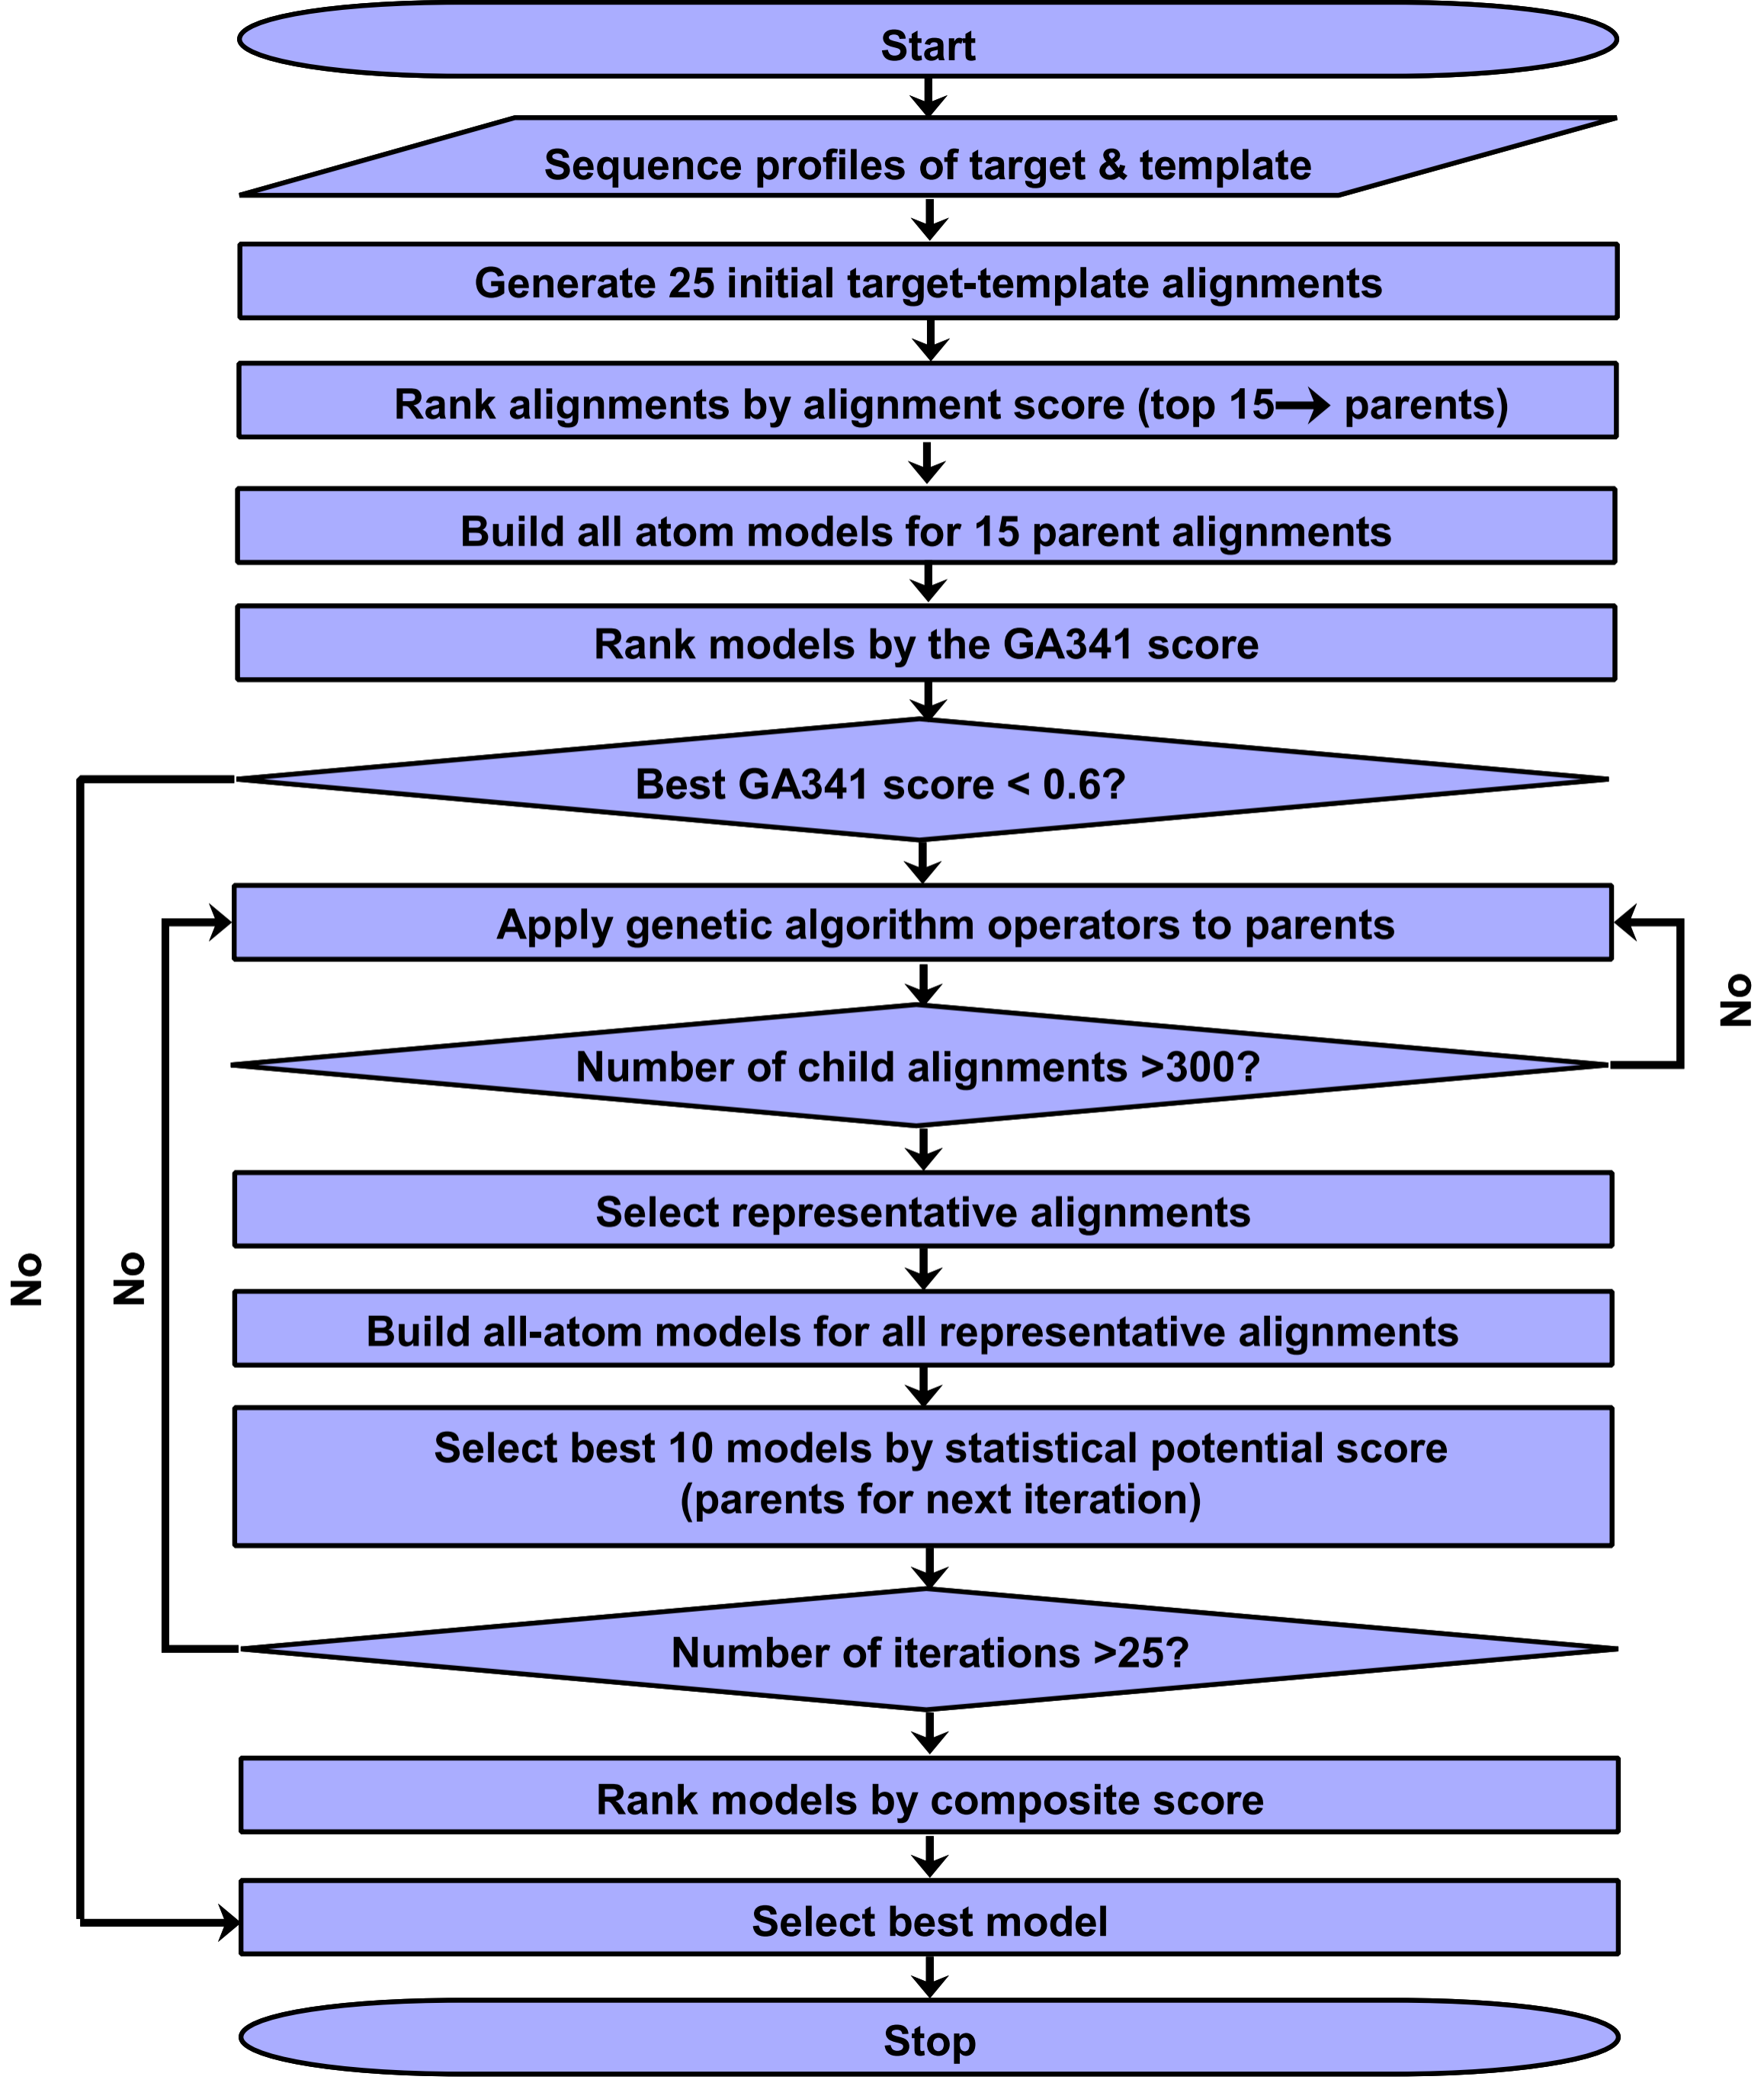 Start
Sequence profiles of target & template
Generate 25 initial target-template alignments
Rank alignments by alignment score (top 15→ parents)
Build all atom models for 15 parent alignments
Rank models by the GA341 score
Best GA341 score < 0.6?
Apply genetic algorithm operators to parents
No
Number of child alignments >300?
Select representative alignments
No
No
Build all-atom models for all representative alignments
Select best 10 models by statistical potential score
(parents for next iteration)
Number of iterations >25?
Rank models by composite score
Select best model
Stop